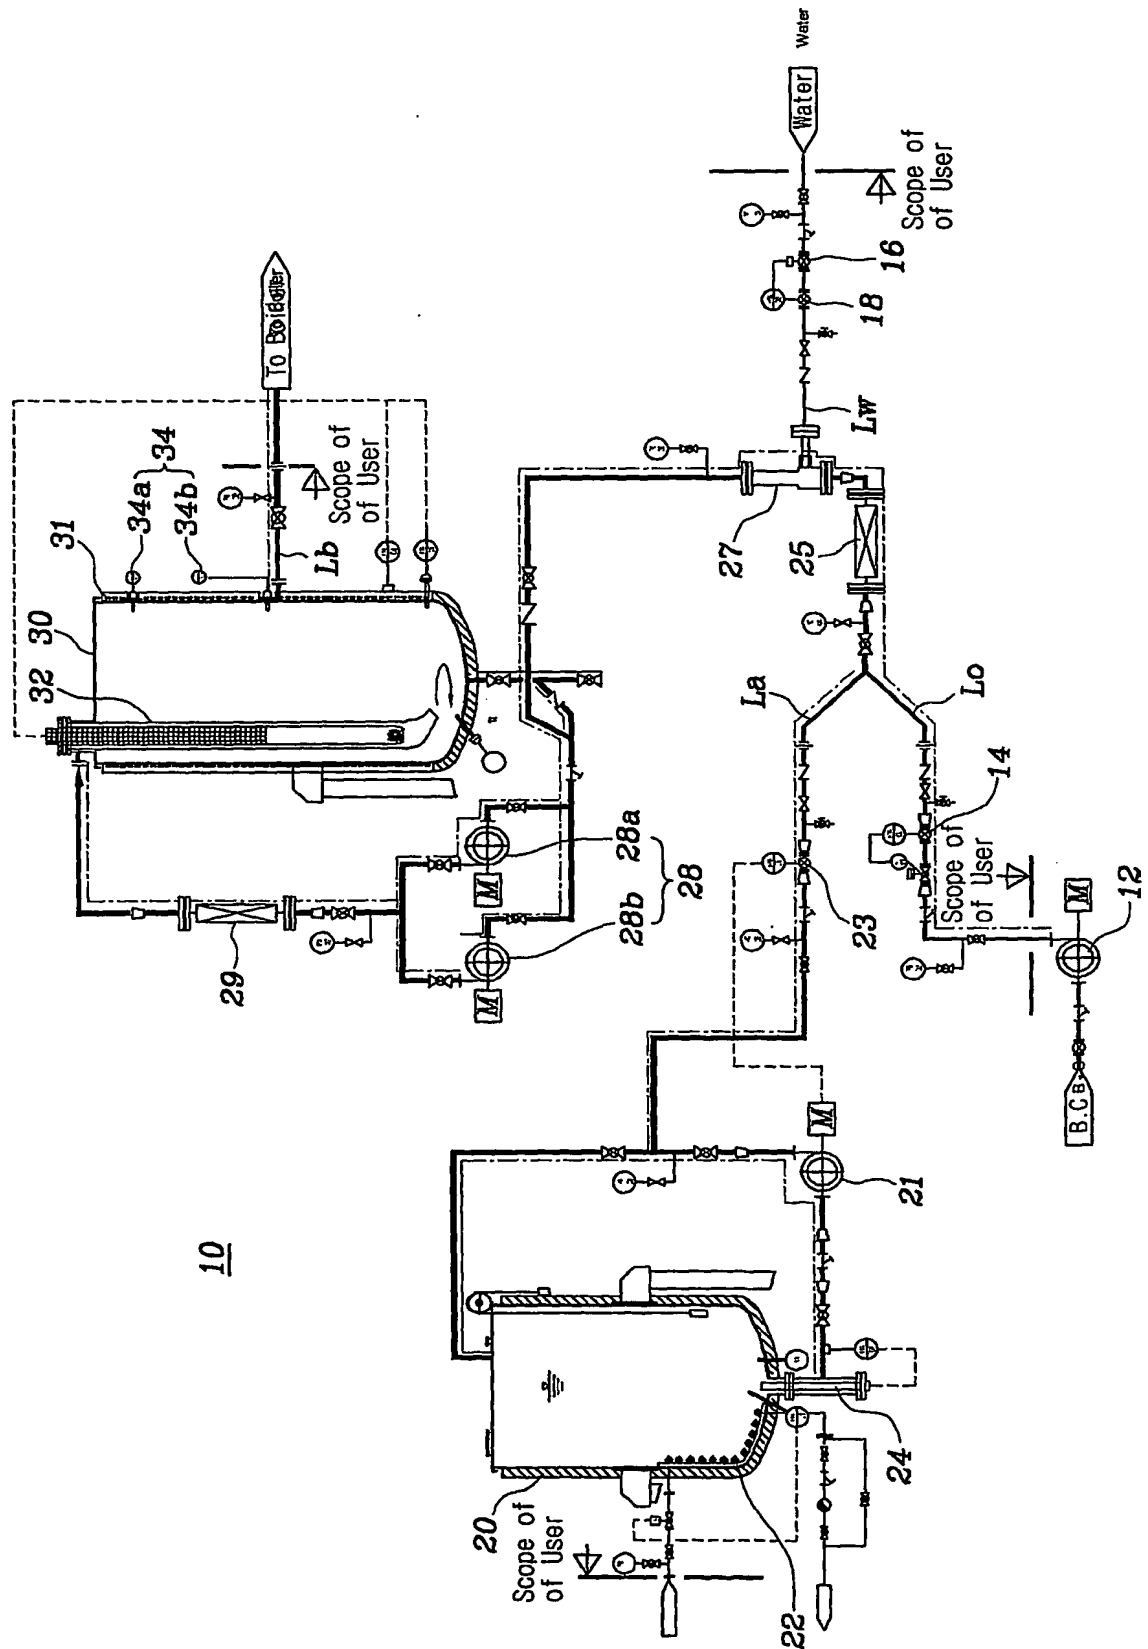 10
20
Scope of
of User
22
24
21
M
23
La
Lo
14
Scope of
of User
12
M
B.C
29
28a
28b
28
M
M
32
30
31
34a
34b
34
Lb
Scope of
of User
To Boiler
27
25
Lw
18
16
Scope of
of User
Water
Water